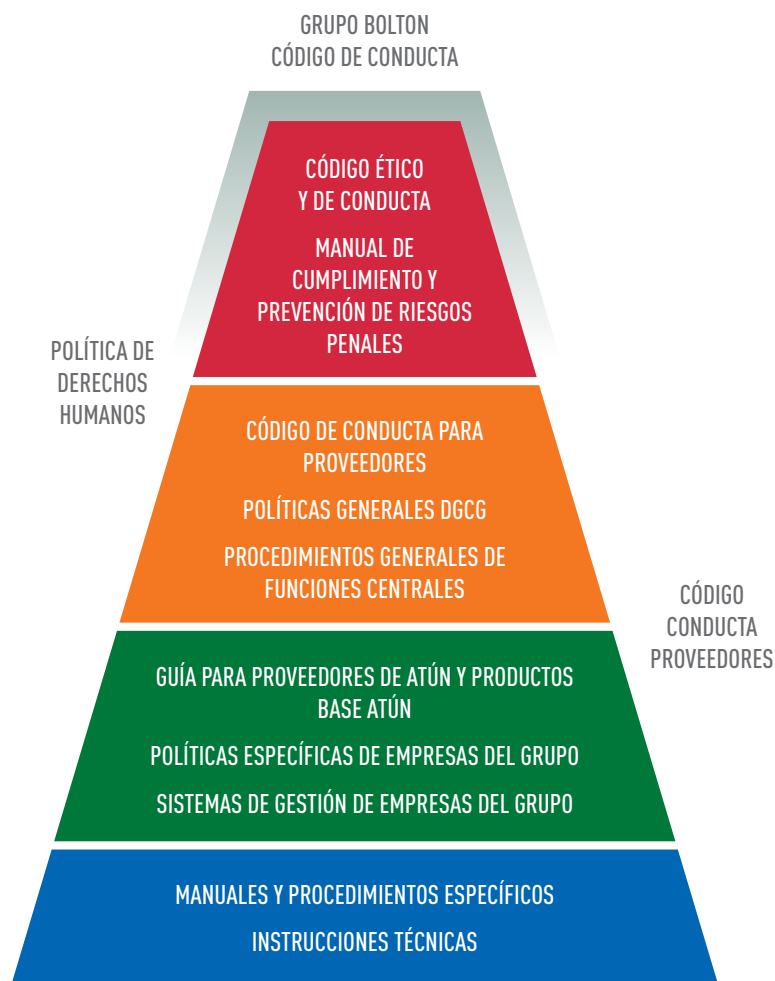 GRUPO BOLTON
CÓDIGO DE CONDUCTA
CÓDIGO ÉTICO
Y DE CONDUCTA
MANUAL DE
CUMPLIMIENTO Y
PREVENCIÓN DE RIESGOS
PENALES
POLÍTICA DE
DERECHOS
HUMANOS
CÓDIGO DE CONDUCTA PARA
PROVEEDORES
POLÍTICAS GENERALES DGCG
PROCEDIMIENTOS GENERALES DE
FUNCIONES CENTRALES
CÓDIGO
CONDUCTA
PROVEEDORES
GUÍA PARA PROVEEDORES DE ATÚN Y PRODUCTOS
BASE ATÚN
POLÍTICAS ESPECÍFICAS DE EMPRESAS DEL GRUPO
SISTEMAS DE GESTIÓN DE EMPRESAS DEL GRUPO
MANUALES Y PROCEDIMIENTOS ESPECÍFICOS
INSTRUCCIONES TÉCNICAS